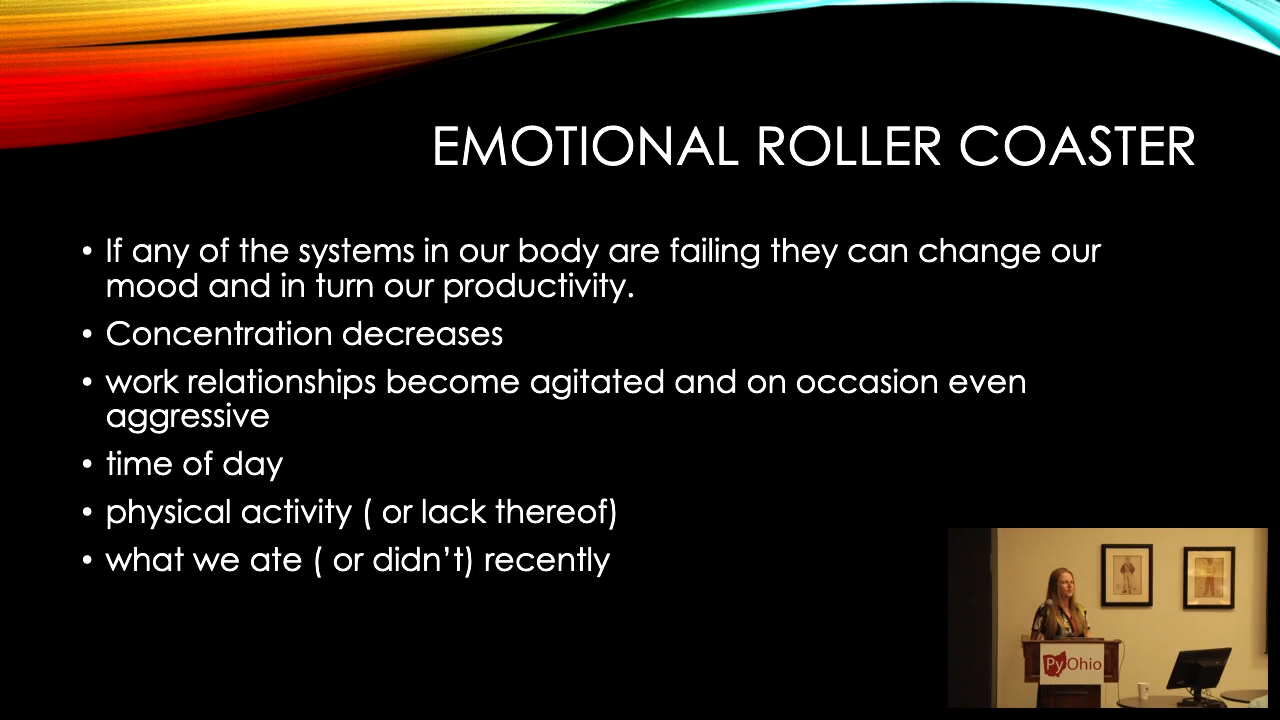 EMOTIONAL ROLLER COASTER
• If any of the systems in our body are failing they can change our
mood and in turn our productivity.
• Concentration decreases
• work relationships become agitated and on occasion even
aggressive
• time of day
• physical activity ( or lack thereof)
• what we ate ( or didn't) recently
PyOhio